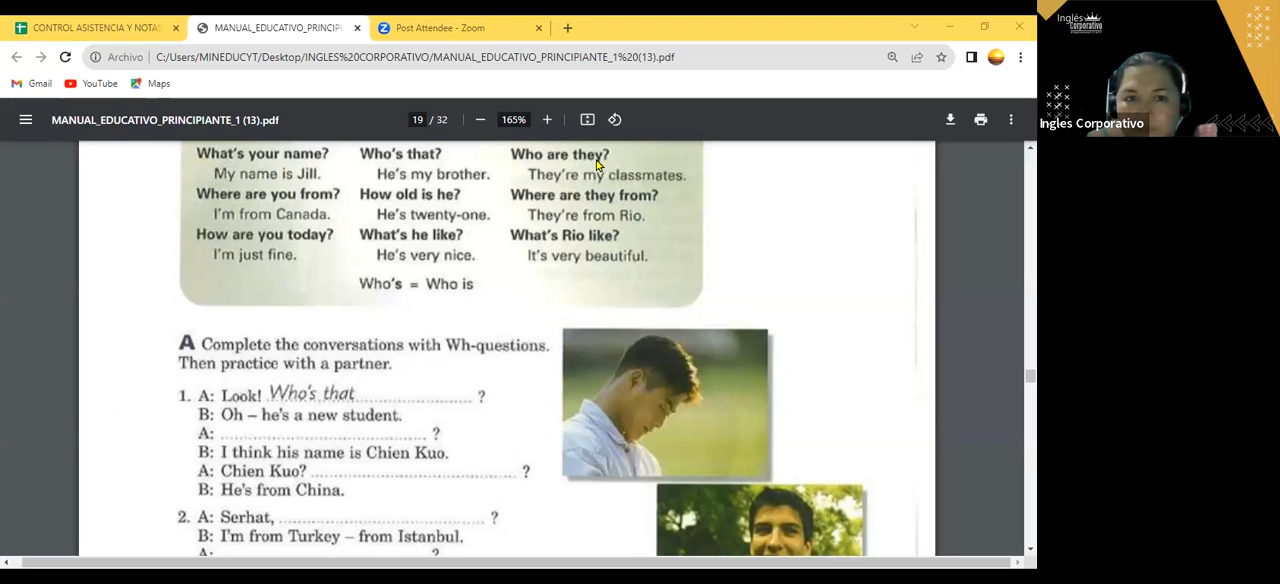 CONTROL ASISTENCIA Y NOTAS
MANUAL_EDUCATIVO_PRINCIPI
Post Attendee - Zoom
Archivo
C:/Users/MINEDUCYT/Desktop/INGLES%20CORPORATIVO/MANUAL_EDUCATIVO_PRINCIPIANTE_1%20(13).pdf
Gmail
YouTube
Maps
MANUAL_EDUCATIVO_PRINCIPIANTE_1 (13).pdf
19 / 32
165%
What's your name?
My name is Jill.
Where are you from?
I'm from Canada.
How are you today?
I'm just fine.
Who's that?
He's my brother.
How old is he?
He's twenty-one.
What's he like?
He's very nice.
Who's = Who is
Who are they?
They're my classmates.
Where are they from?
They're from Rio.
What's Rio like?
It's very beautiful.
A Complete the conversations with Wh-questions.
Then practice with a partner.
1. A: Look! Who's that ?
B: Oh – he's a new student.
A: ?
B: I think his name is Chien Kuo.
A: Chien Kuo? ?
B: He's from China.
2. A: Serhat, ?
B: I'm from Turkey – from Istanbul.
A: ?
Inglés
Corporativo
Ingles Corporativo